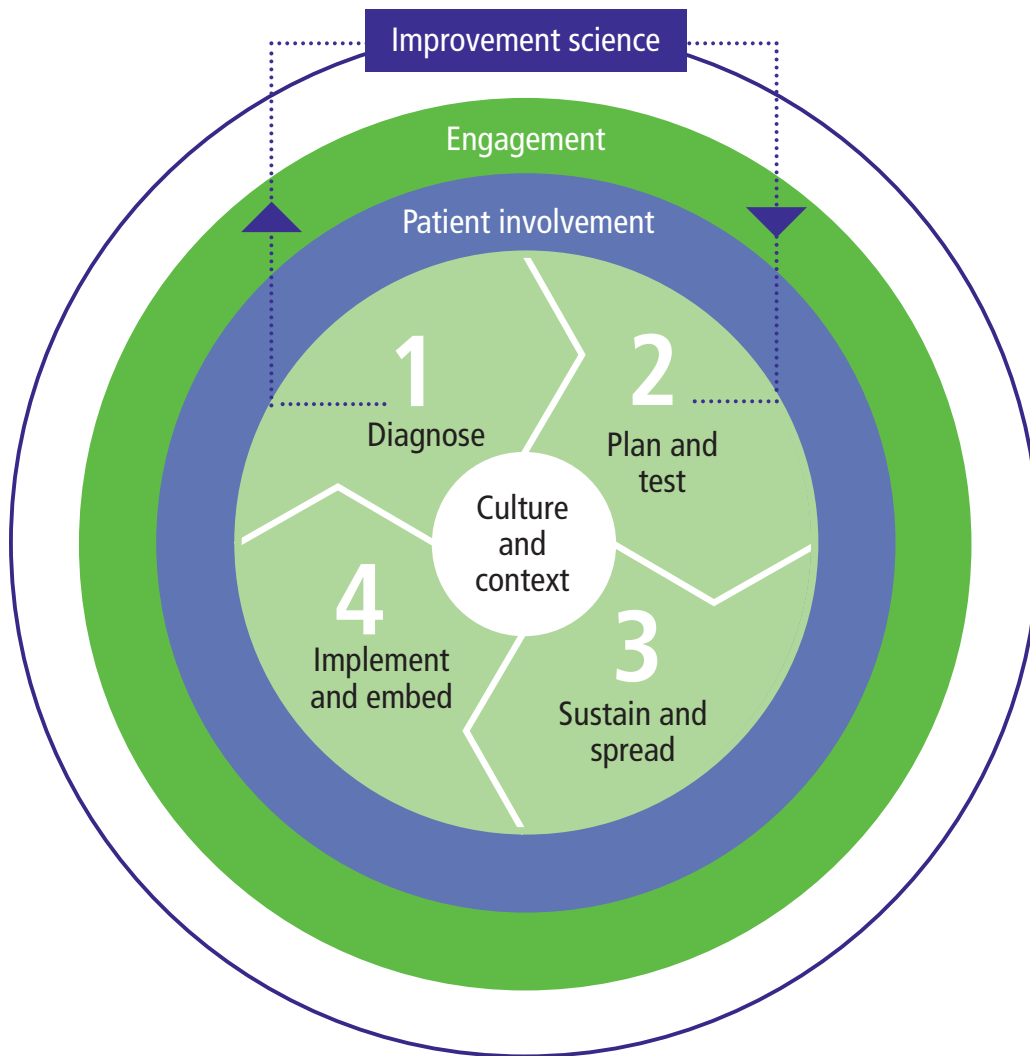 Improvement science
Engagement
Patient involvement
1
Diagnose
2
Plan and
test
Culture
and
context
3
Sustain and
spread
4
Implement
and embed